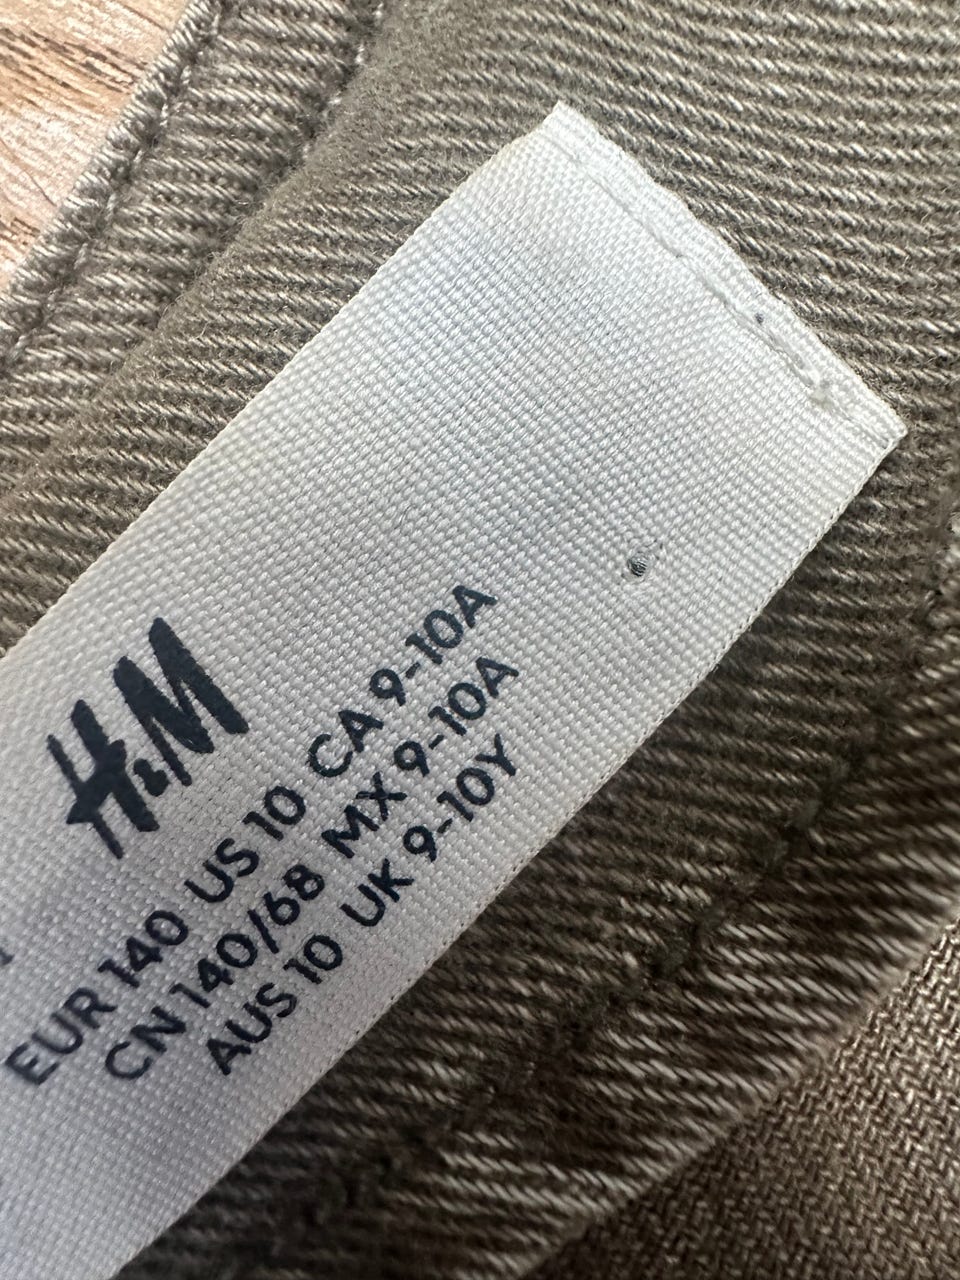 H&M
EUR 140 US 10 CA 9-10A
CN 140/68 MX 9-10A
AUS 10 UK 9-10Y